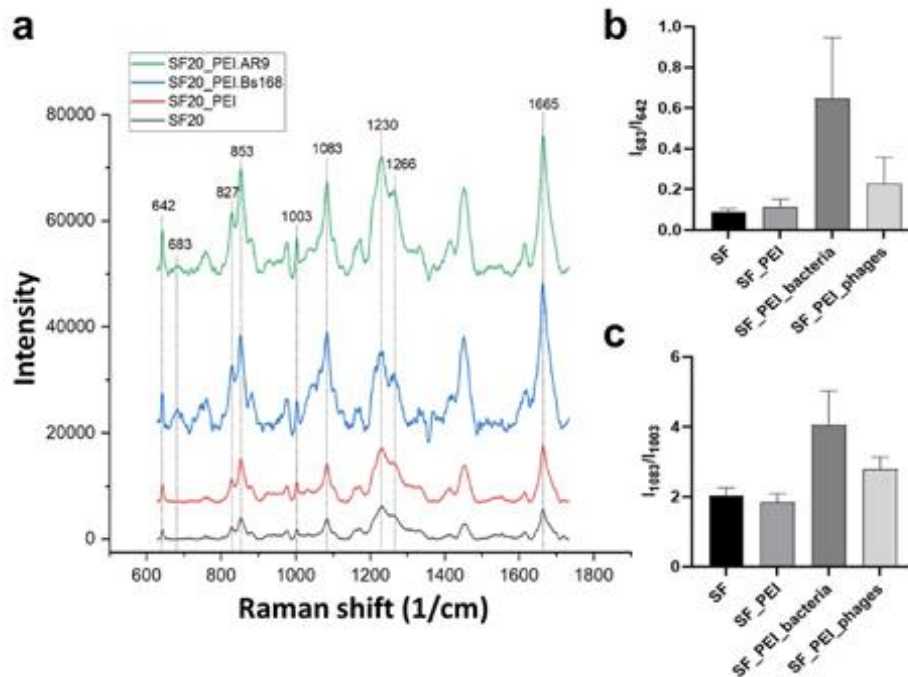 a
SF20_PEI.AR9
SF20_PEI.Bs168
SF20_PEI
SF20
80000
60000
40000
20000
0
Intensity
642
683
827
853
1003
1083
1230
1266
1665
600
800
1000
1200
1400
1600
1800
Raman shift (1/cm)
b
1.0
0.8
0.6
0.4
0.2
0.0
I683/I642
SF
SF_PEI
SF_PEI_bacteria
SF_PEI_phages
c
6
4
2
0
I1083/I1003
SF
SF_PEI
SF_PEI_bacteria
SF_PEI_phages